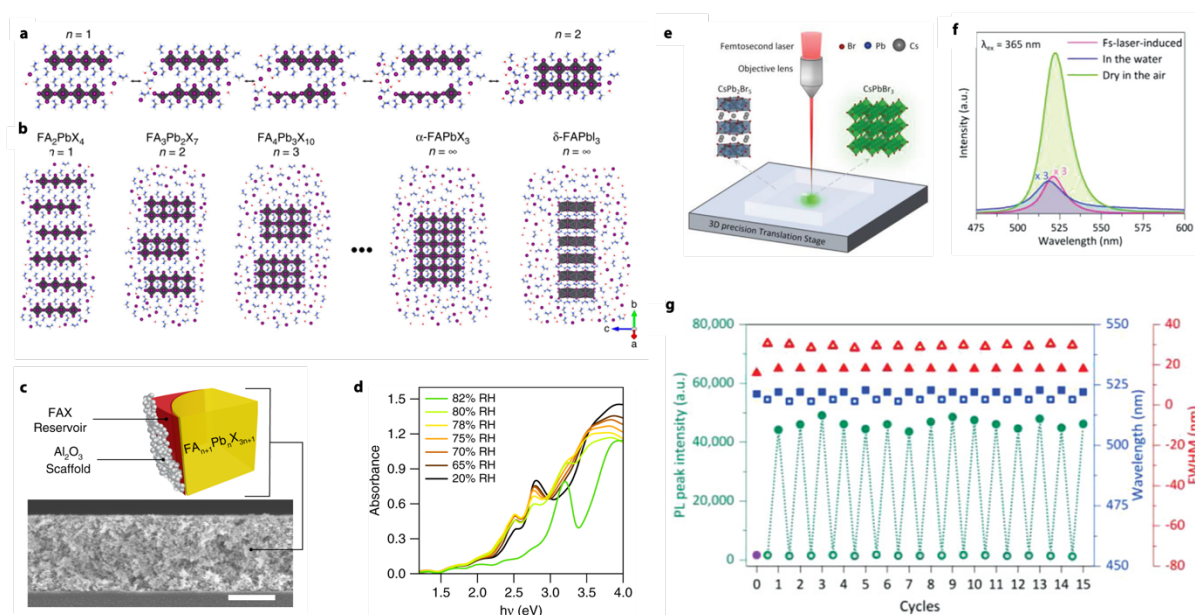 a
n = 1
n = 2
b
FA₂PbX₄
n = 1
FA₃Pb₂X₇
n = 2
FA₄Pb₃X₁₀
n = 3
α-FAPbX₃
n = ∞
δ-FAPbI₃
n = ∞
b
c
a
c
FAX
Reservoir
Al₂O₃
Scaffold
FAₙ₊₁PbₙX₃ₙ₊₁
d
Absorbance
1.5
1.2
0.9
0.6
0.3
0.0
82% RH
80% RH
78% RH
75% RH
70% RH
65% RH
20% RH
1.5
2.0
2.5
3.0
3.5
4.0
hν (eV)
e
Femtosecond laser
Objective lens
Br
Pb
Cs
CsPb₂Br₅
CsPbBr₃
3D precision Translation Stage
f
λex = 365 nm
Fs-laser-induced
In the water
Dry in the air
x 3
x 3
Intensity (a.u.)
475
500
525
550
575
600
Wavelength (nm)
g
PL peak intensity (a.u.)
80,000
60,000
40,000
20,000
0
550
525
500
475
450
Wavelength (nm)
40
20
0
-20
-40
-60
-80
FWHM (nm)
0 1 2 3 4 5 6 7 8 9 10 11 12 13 14 15
Cycles